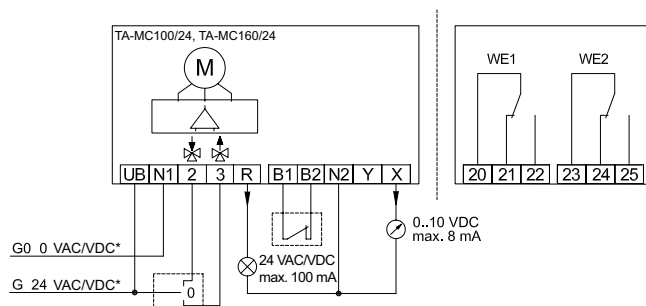 TA-MC100/24, TA-MC160/24
M
WE1 WE2
UB N1 2 3 R B1 B2 N2 Y X
20 21 22 23 24 25
0..10 VDC
max. 8 mA
G0 0 VAC/VDC*
24 VAC/VDC
max. 100 mA
G 24 VAC/VDC*
0